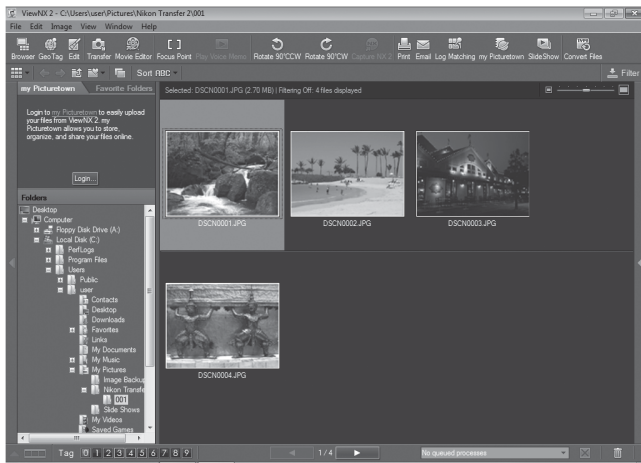 ViewNX 2 - C:\Users\user\Pictures\Nikon Transfer 2\001
File Edit Image View Window Help
Browser GeoTag Edit Transfer Movie Editor Focus Point Play Voice Memo Rotate 90°CCW Rotate 90°CW Capture NX 2 Print Email Log Matching my Picturetown SlideShow Convert Files
Sort ABC Filter
my Picturetown Favorite Folders
Selected: DSCN0001.JPG (2.70 MB) | Filtering Off: 4 files displayed
Login to my Picturetown to easily upload
your files from ViewNX 2. my
Picturetown allows you to store,
organize, and share your files online.
Login...
Folders
Desktop
Computer
Floppy Disk Drive (A:)
Local Disk (C:)
PerfLogs
Program Files
Users
Public
user
Contacts
Desktop
Downloads
Favorites
Links
My Documents
My Music
My Pictures
Image Backup
Nikon Transfe
001
Slide Shows
My Videos
Saved Games
DSCN0001.JPG
DSCN0002.JPG
DSCN0003.JPG
DSCN0004.JPG
Tag 0 1 2 3 4 5 6 7 8 9
1/4
No queued processes